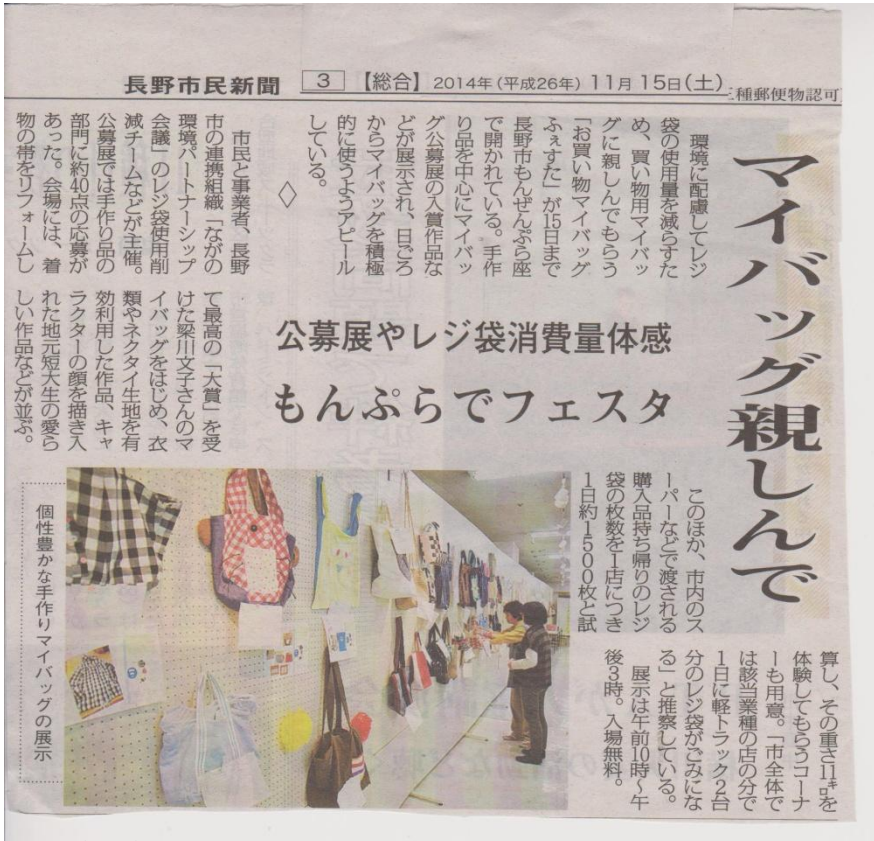 長野市民新聞 3 【総合】 2014年(平成26年) 11月15日(土) 三種郵便物認可
マイバッグ親しんで
公募展やレジ袋消費量体感
もんぷらでフェスタ
環境に配慮してレジ
袋の使用量を減らすた
め、買い物用マイバッ
グに親しんでもらう
「お買い物マイバッグ
ふぇすた」が15日まで
長野市もんぜんぷら座
で開かれている。手作
り品を中心にマイバッ
グ公募展の入賞作品な
どが展示され、日ごろ
からマイバッグを積極
的に使うようアピール
している。
◇
市民と事業者、長野
市の連携組織「ながの
環境パートナーシップ
会議」のレジ袋使用削
減チームなどが主催。
公募展では手作り品の
部門に約40点の応募が
あった。会場には、着
物の帯をリフォームし
て最高の「大賞」を受
けた梁川文子さんのマ
イバッグをはじめ、衣
類やネクタイ生地を有
効利用した作品、キャ
ラクターの顔を描き入
れた地元短大生の愛ら
しい作品などが並ぶ。
このほか、市内のス
ーパーなどで渡される
購入品持ち帰りのレジ
袋の枚数を1店につき
1日約1500枚と試
算し、その重さ11㌔を
体験してもらうコーナ
ーも用意。「市全体で
は該当業種の店の分で
1日に軽トラック2台
分のレジ袋がごみにな
る」と推察している。
展示は午前10時～午
後3時。入場無料。
個性豊かな手作りマイバッグの展示